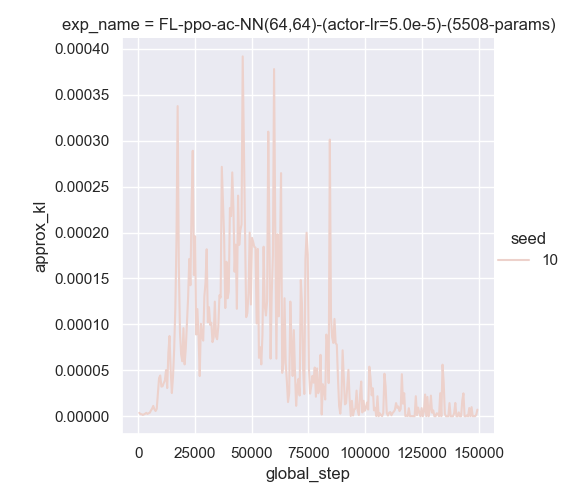 exp_name = FL-ppo-ac-NN(64,64)-(actor-lr=5.0e-5)-(5508-params)
0.00040
0.00035
0.00030
0.00025
0.00020
0.00015
0.00010
0.00005
0.00000
approx_kl
0 25000 50000 75000 100000 125000 150000
global_step
seed
10